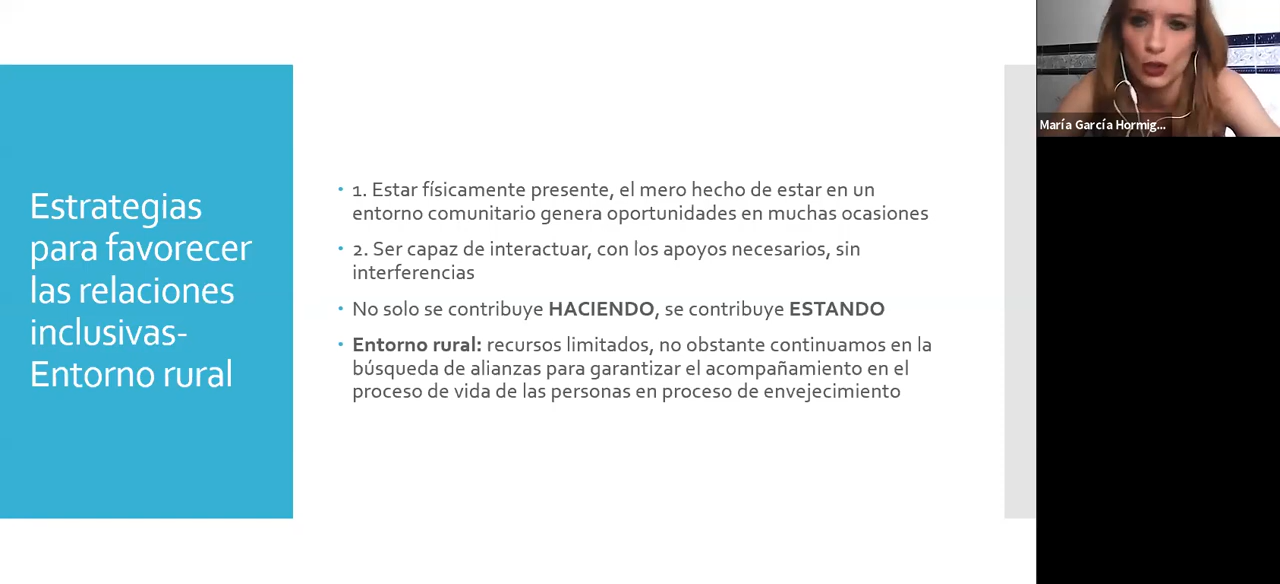 Estrategias
para favorecer
las relaciones
inclusivas-
Entorno rural
• 1. Estar físicamente presente, el mero hecho de estar en un
entorno comunitario genera oportunidades en muchas ocasiones
• 2. Ser capaz de interactuar, con los apoyos necesarios, sin
interferencias
• No solo se contribuye HACIENDO, se contribuye ESTANDO
• Entorno rural: recursos limitados, no obstante continuamos en la
búsqueda de alianzas para garantizar el acompañamiento en el
proceso de vida de las personas en proceso de envejecimiento
María García Hormig...